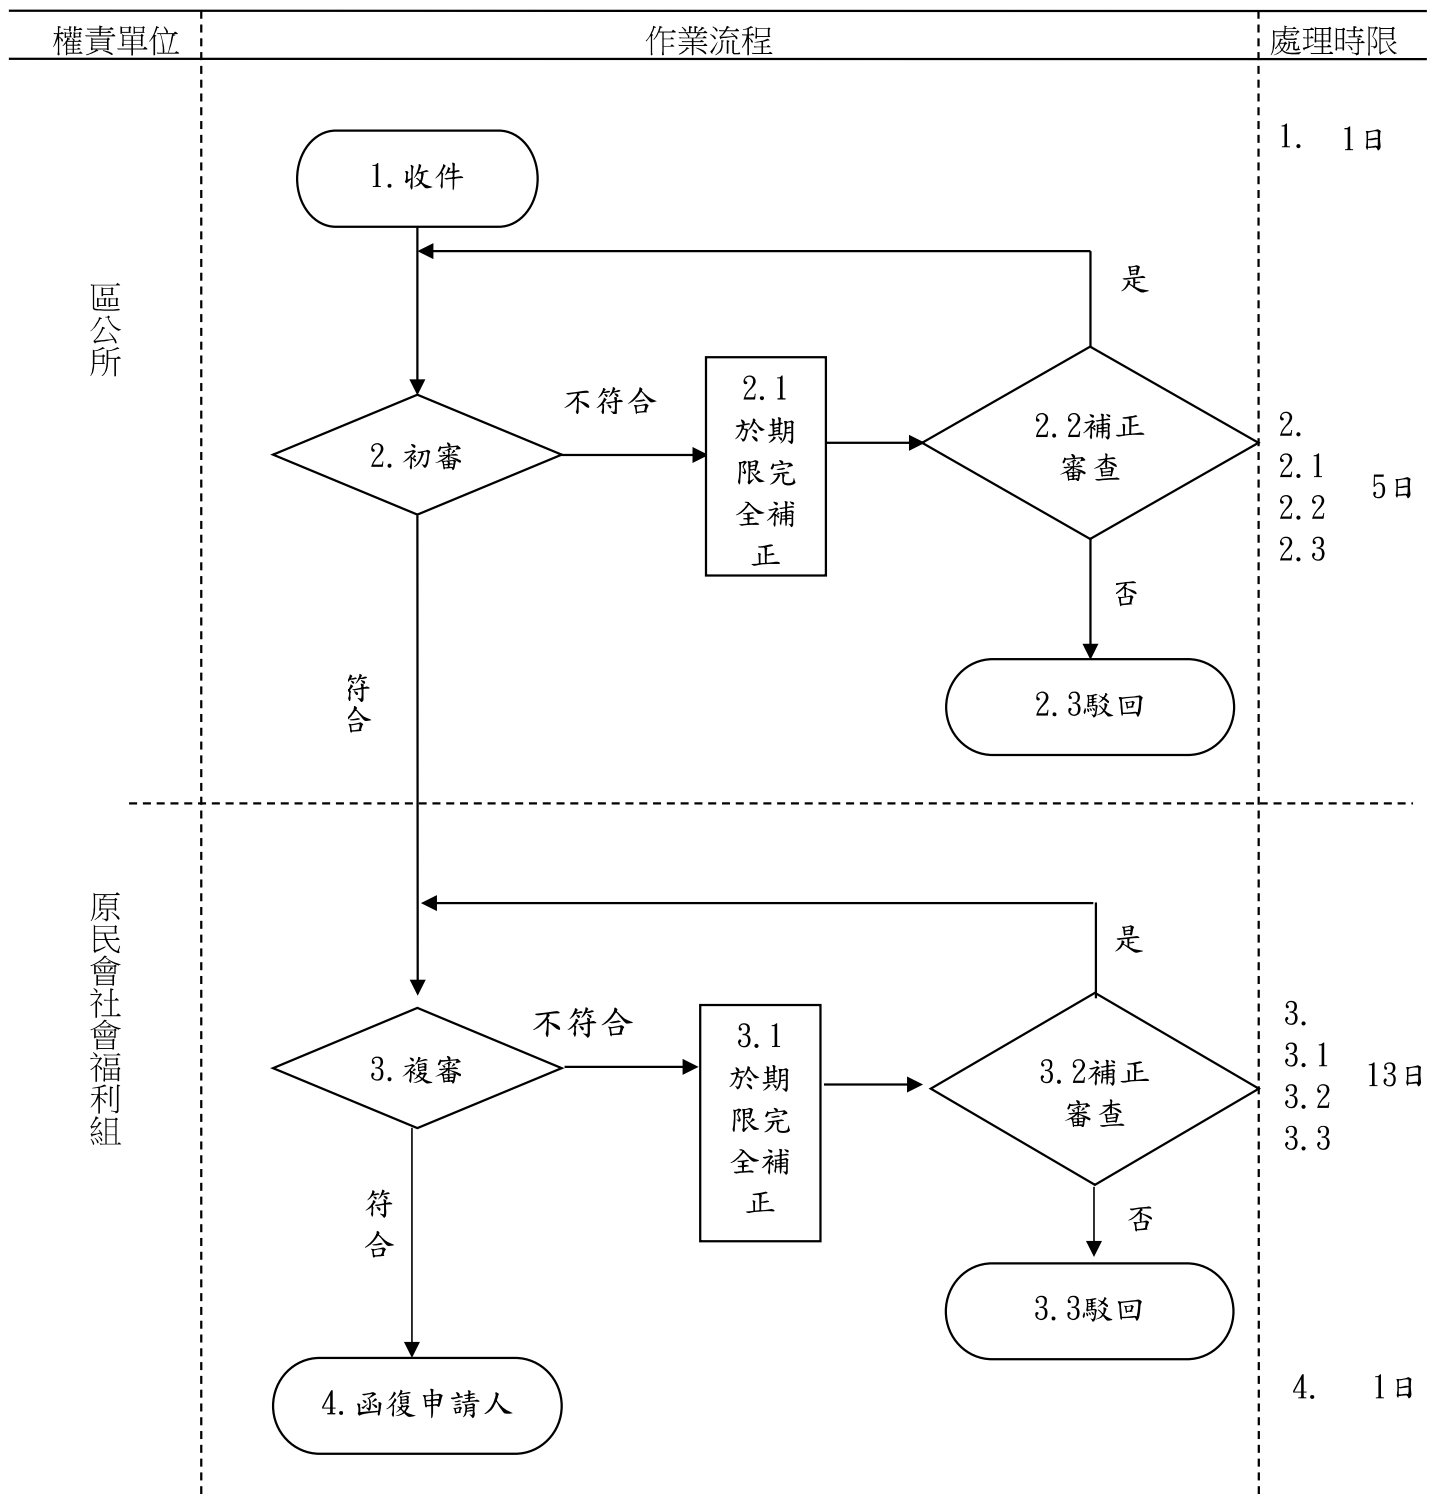 權責單位
作業流程
處理時限
1. 1日
1.收件
是
區公所
不符合
2.1
於期
限完
全補
正
2.初審
2.2補正
審查
2.
2.1
2.2
2.3
5日
否
符合
2.3駁回
原民會社會福利組
是
不符合
3.1
於期
限完
全補
正
3.複審
3.2補正
審查
3.
3.1
3.2
3.3
13日
符
合
否
3.3駁回
4.函復申請人
4. 1日